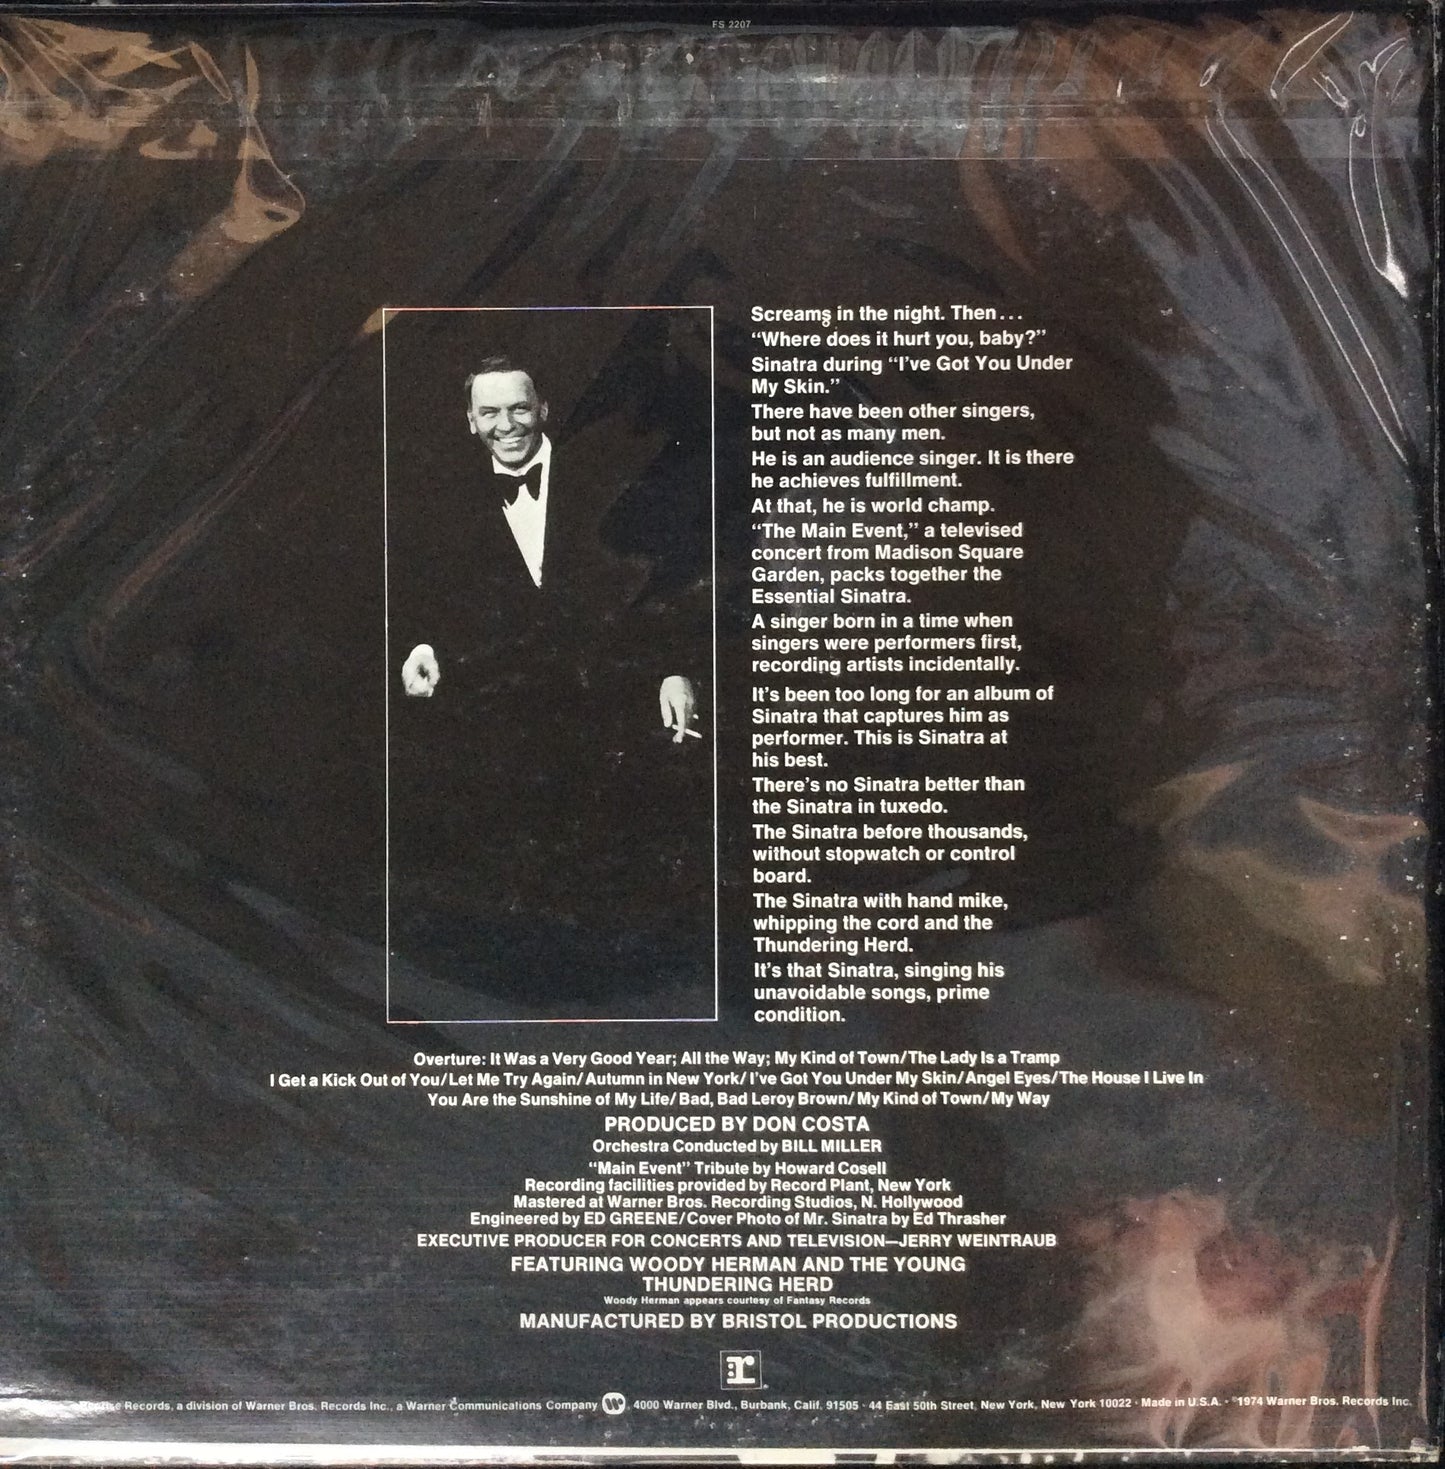 FS 2207
Screams in the night. Then...
“Where does it hurt you, baby?”
Sinatra during “I’ve Got You Under
My Skin.”
There have been other singers,
but not as many men.
He is an audience singer. It is there
he achieves fulfillment.
At that, he is world champ.
“The Main Event,” a televised
concert from Madison Square
Garden, packs together the
Essential Sinatra.
A singer born in a time when
singers were performers first,
recording artists incidentally.
It’s been too long for an album of
Sinatra that captures him as
performer. This is Sinatra at
his best.
There’s no Sinatra better than
the Sinatra in tuxedo.
The Sinatra before thousands,
without stopwatch or control
board.
The Sinatra with hand mike,
whipping the cord and the
Thundering Herd.
It’s that Sinatra, singing his
unavoidable songs, prime
condition.
Overture: It Was a Very Good Year; All the Way; My Kind of Town/The Lady Is a Tramp
I Get a Kick Out of You/Let Me Try Again/Autumn in New York/I’ve Got You Under My Skin/Angel Eyes/The House I Live In
You Are the Sunshine of My Life/Bad, Bad Leroy Brown/My Kind of Town/My Way
PRODUCED BY DON COSTA
Orchestra Conducted by BILL MILLER
“Main Event” Tribute by Howard Cosell
Recording facilities provided by Record Plant, New York
Mastered at Warner Bros. Recording Studios, N. Hollywood
Engineered by ED GREENE/Cover Photo of Mr. Sinatra by Ed Thrasher
EXECUTIVE PRODUCER FOR CONCERTS AND TELEVISION—JERRY WEINTRAUB
FEATURING WOODY HERMAN AND THE YOUNG
THUNDERING HERD
Woody Herman appears courtesy of Fantasy Records
MANUFACTURED BY BRISTOL PRODUCTIONS
r
Records, a division of Warner Bros. Records Inc., a Warner Communications Company W, 4000 Warner Blvd., Burbank, Calif. 91505 · 44 East 50th Street, New York, New York 10022 · Made in U.S.A. · ℗1974 Warner Bros. Records Inc.